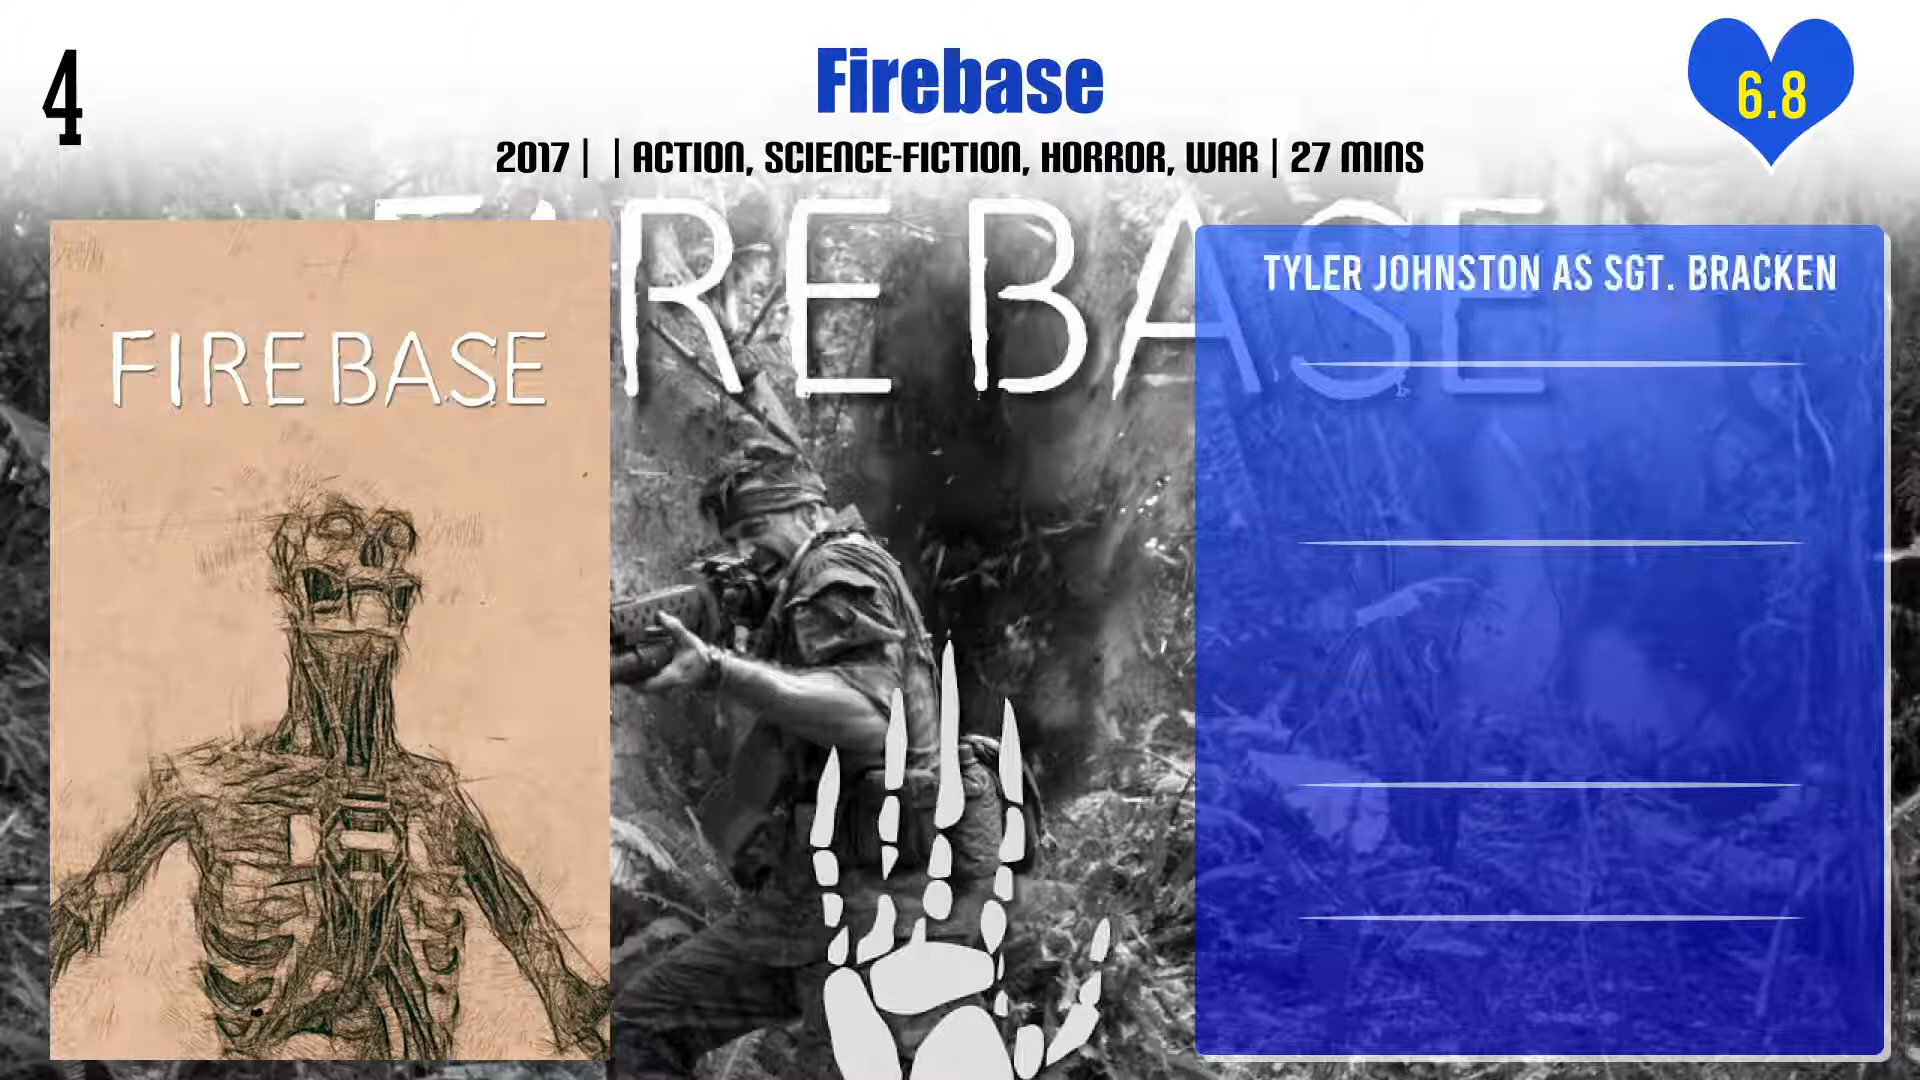 4
Firebase
6.8
2017 | | ACTION, SCIENCE-FICTION, HORROR, WAR | 27 MINS
FIRE BASE
FIREBASE
TYLER JOHNSTON AS SGT. BRACKEN